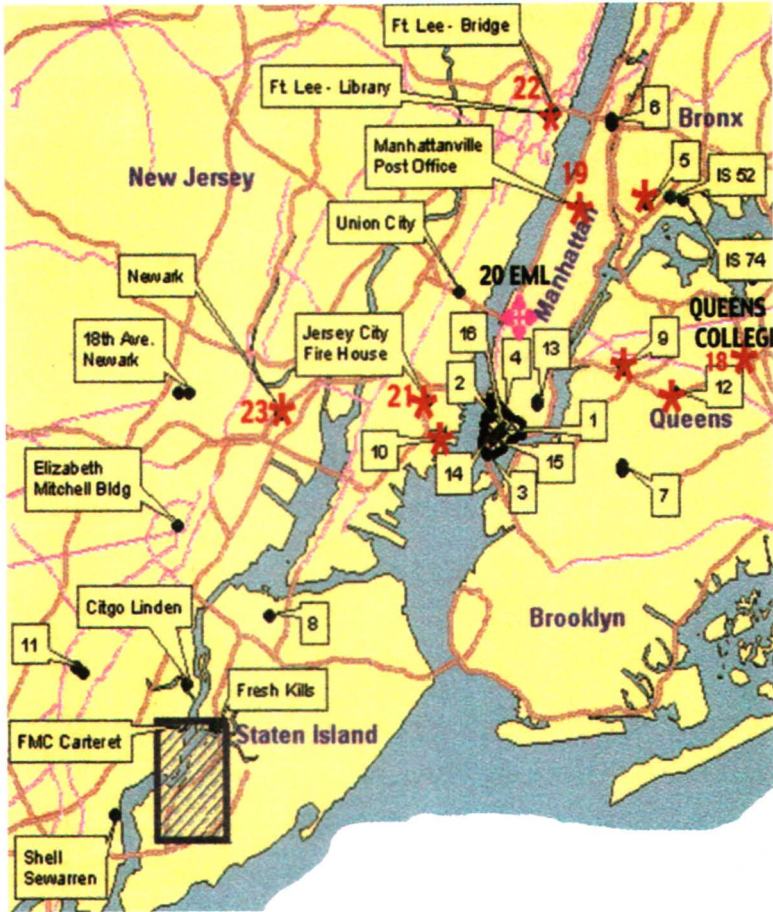 Ft. Lee - Bridge
Ft. Lee - Library
22
6
Bronx
Manhattanville
Post Office
New Jersey
19
5
IS 52
Union City
Manhattan
IS 74
Newark
20 EML
QUEENS
COLLEGE
18th Ave.
Newark
Jersey City
Fire House
16
4
13
9
18
2
12
23
21
Queens
1
10
Elizabeth
Mitchell Bldg
14
15
3
7
Citgo Linden
8
Brooklyn
11
Fresh Kills
FMC Carteret
Staten Island
Shell
Sewarren